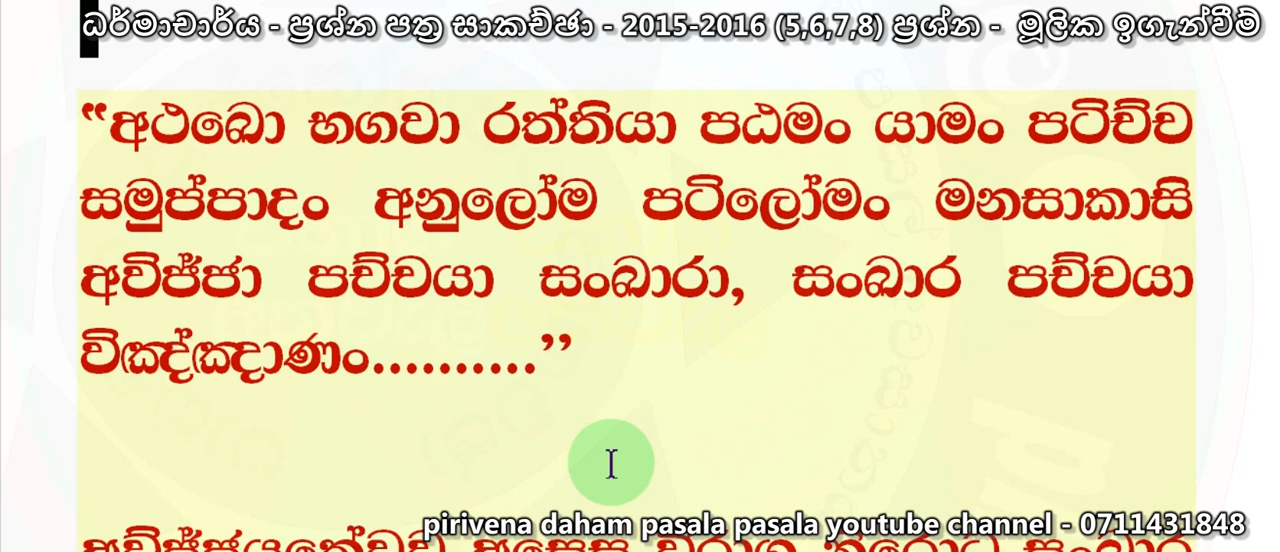 ධර්මාචාර්ය - ප්‍රශ්න පත්‍ර සාකච්ඡා - 2015-2016 (5,6,7,8) ප්‍රශ්න - මූලික ඉගැන්වීම්
“අථඛො භගවා රත්තියා පඨමං යාමං පටිච්ච
සමුප්පාදං අනුලෝම පටිලෝමං මනසාකාසි
අවිජ්ජා පච්චයා සංඛාරා, සංඛාර පච්චයා
විඤ්ඤාණං..........’’
pirivena daham pasala pasala youtube channel - 0711431848